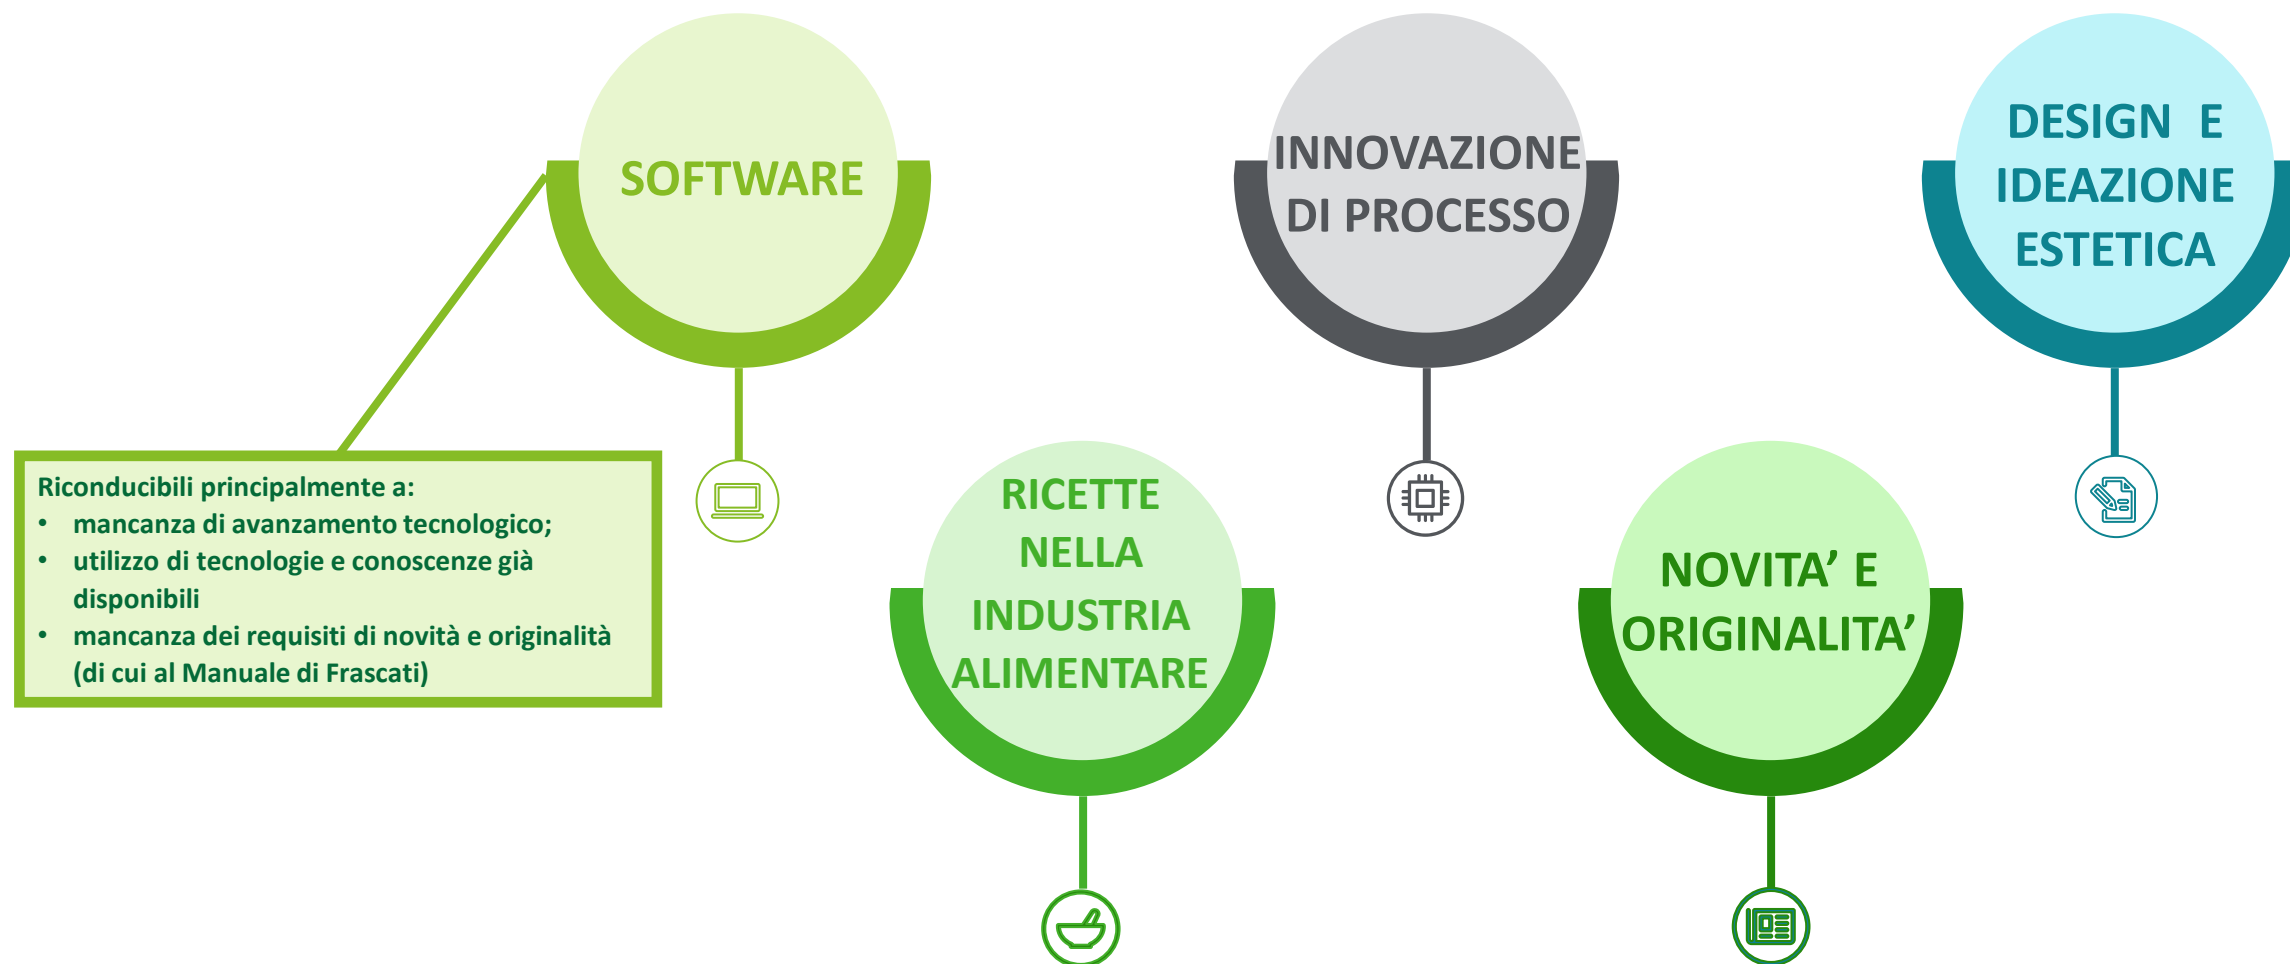 SOFTWARE
INNOVAZIONE
DI PROCESSO
DESIGN E
IDEAZIONE
ESTETICA
Riconducibili principalmente a:
• mancanza di avanzamento tecnologico;
• utilizzo di tecnologie e conoscenze già
disponibili
• mancanza dei requisiti di novità e originalità
(di cui al Manuale di Frascati)
RICETTE
NELLA
INDUSTRIA
ALIMENTARE
NOVITA’ E
ORIGINALITA’